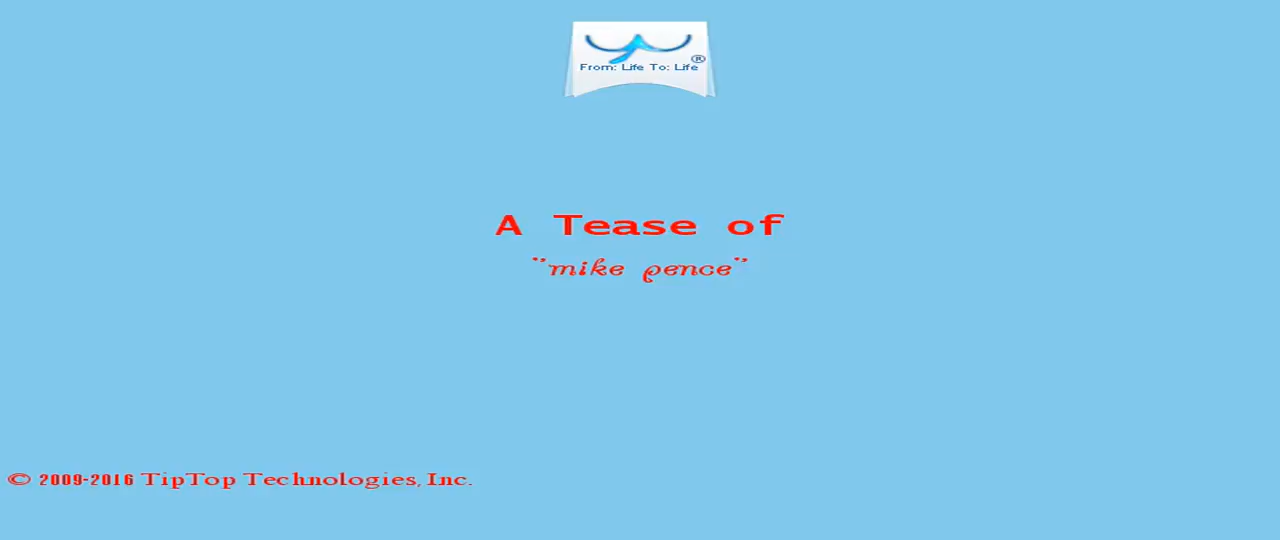 From: Life To: Life®
A Tease of
"mike pence"
© 2009-2016 TipTop Technologies, Inc.